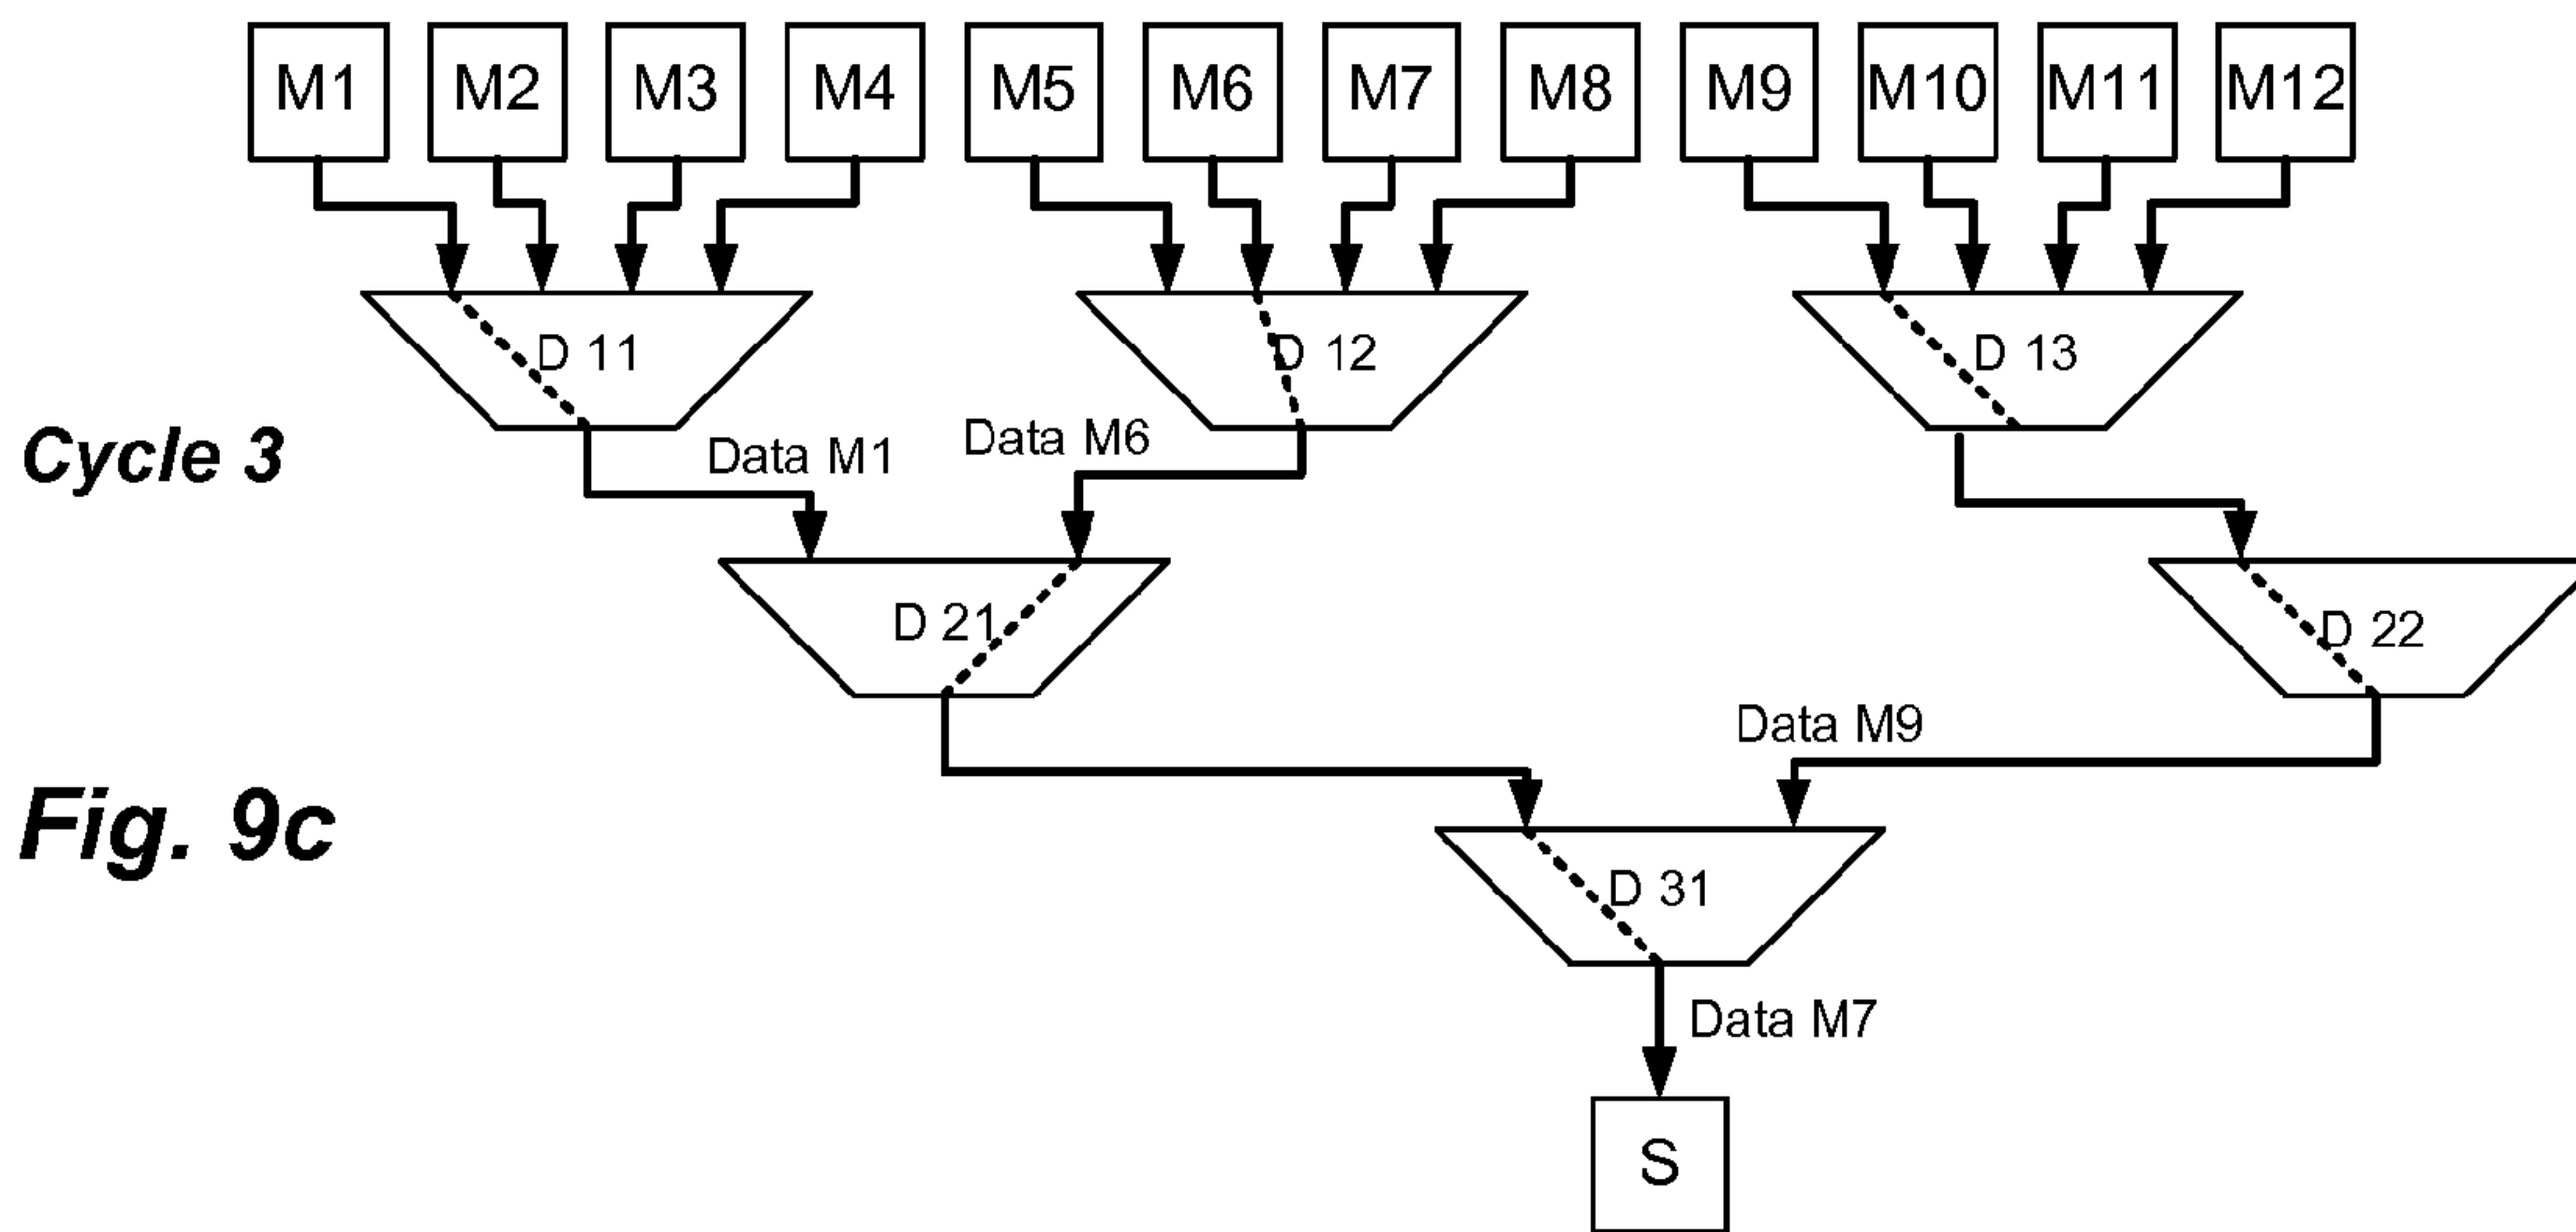 M1 M2 M3 M4 M5 M6 M7 M8 M9 M10 M11 M12
D 11 D 12 D 13
Cycle 3
Data M1 Data M6
D 21 D 22
Data M9
Fig. 9c
D 31
Data M7
S